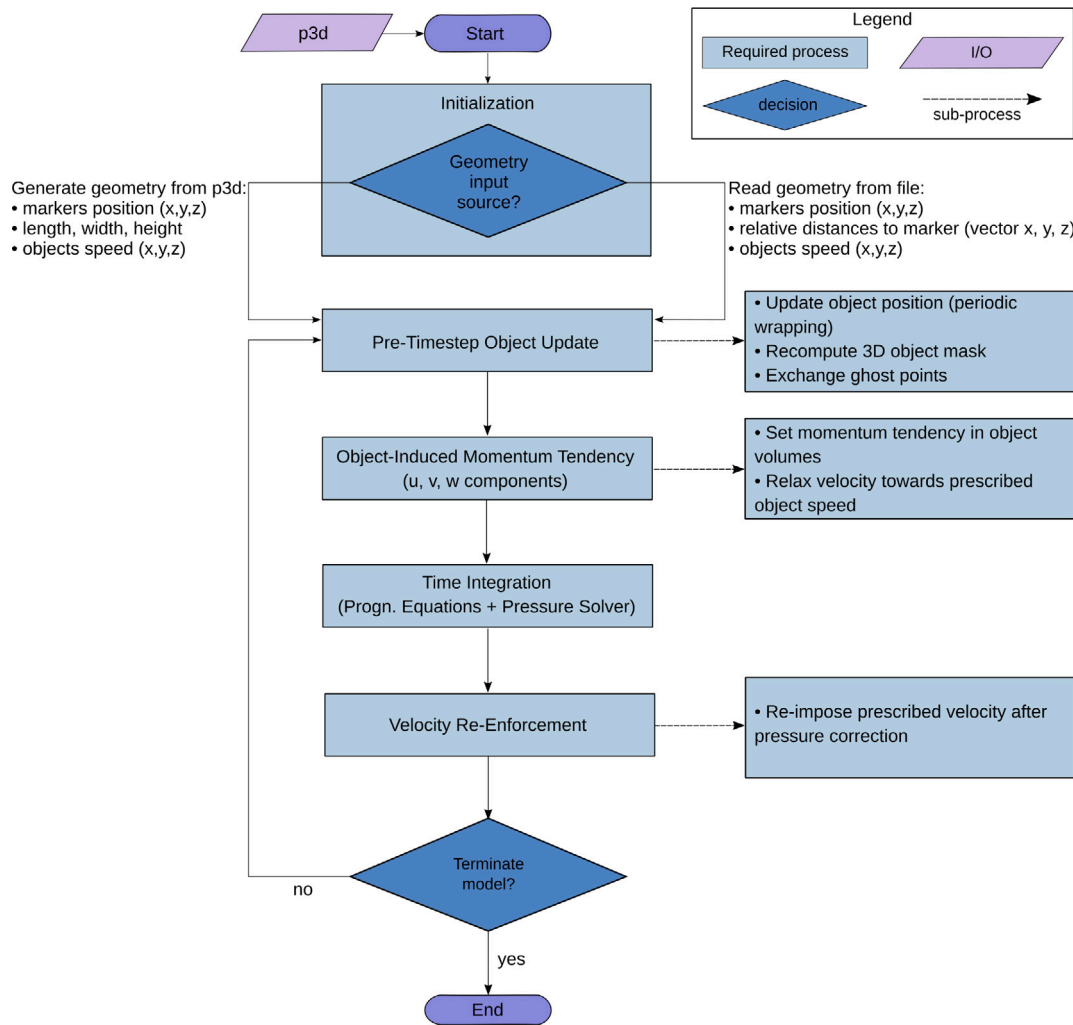 p3d
Start
Legend
Required process
I/O
decision
sub-process
Initialization
Geometry
input
source?
Generate geometry from p3d:
• markers position (x,y,z)
• length, width, height
• objects speed (x,y,z)
Read geometry from file:
• markers position (x,y,z)
• relative distances to marker (vector x, y, z)
• objects speed (x,y,z)
Pre-Timestep Object Update
• Update object position (periodic
wrapping)
• Recompute 3D object mask
• Exchange ghost points
Object-Induced Momentum Tendency
(u, v, w components)
• Set momentum tendency in object
volumes
• Relax velocity towards prescribed
object speed
Time Integration
(Progn. Equations + Pressure Solver)
Velocity Re-Enforcement
• Re-impose prescribed velocity after
pressure correction
Terminate
model?
no
yes
End